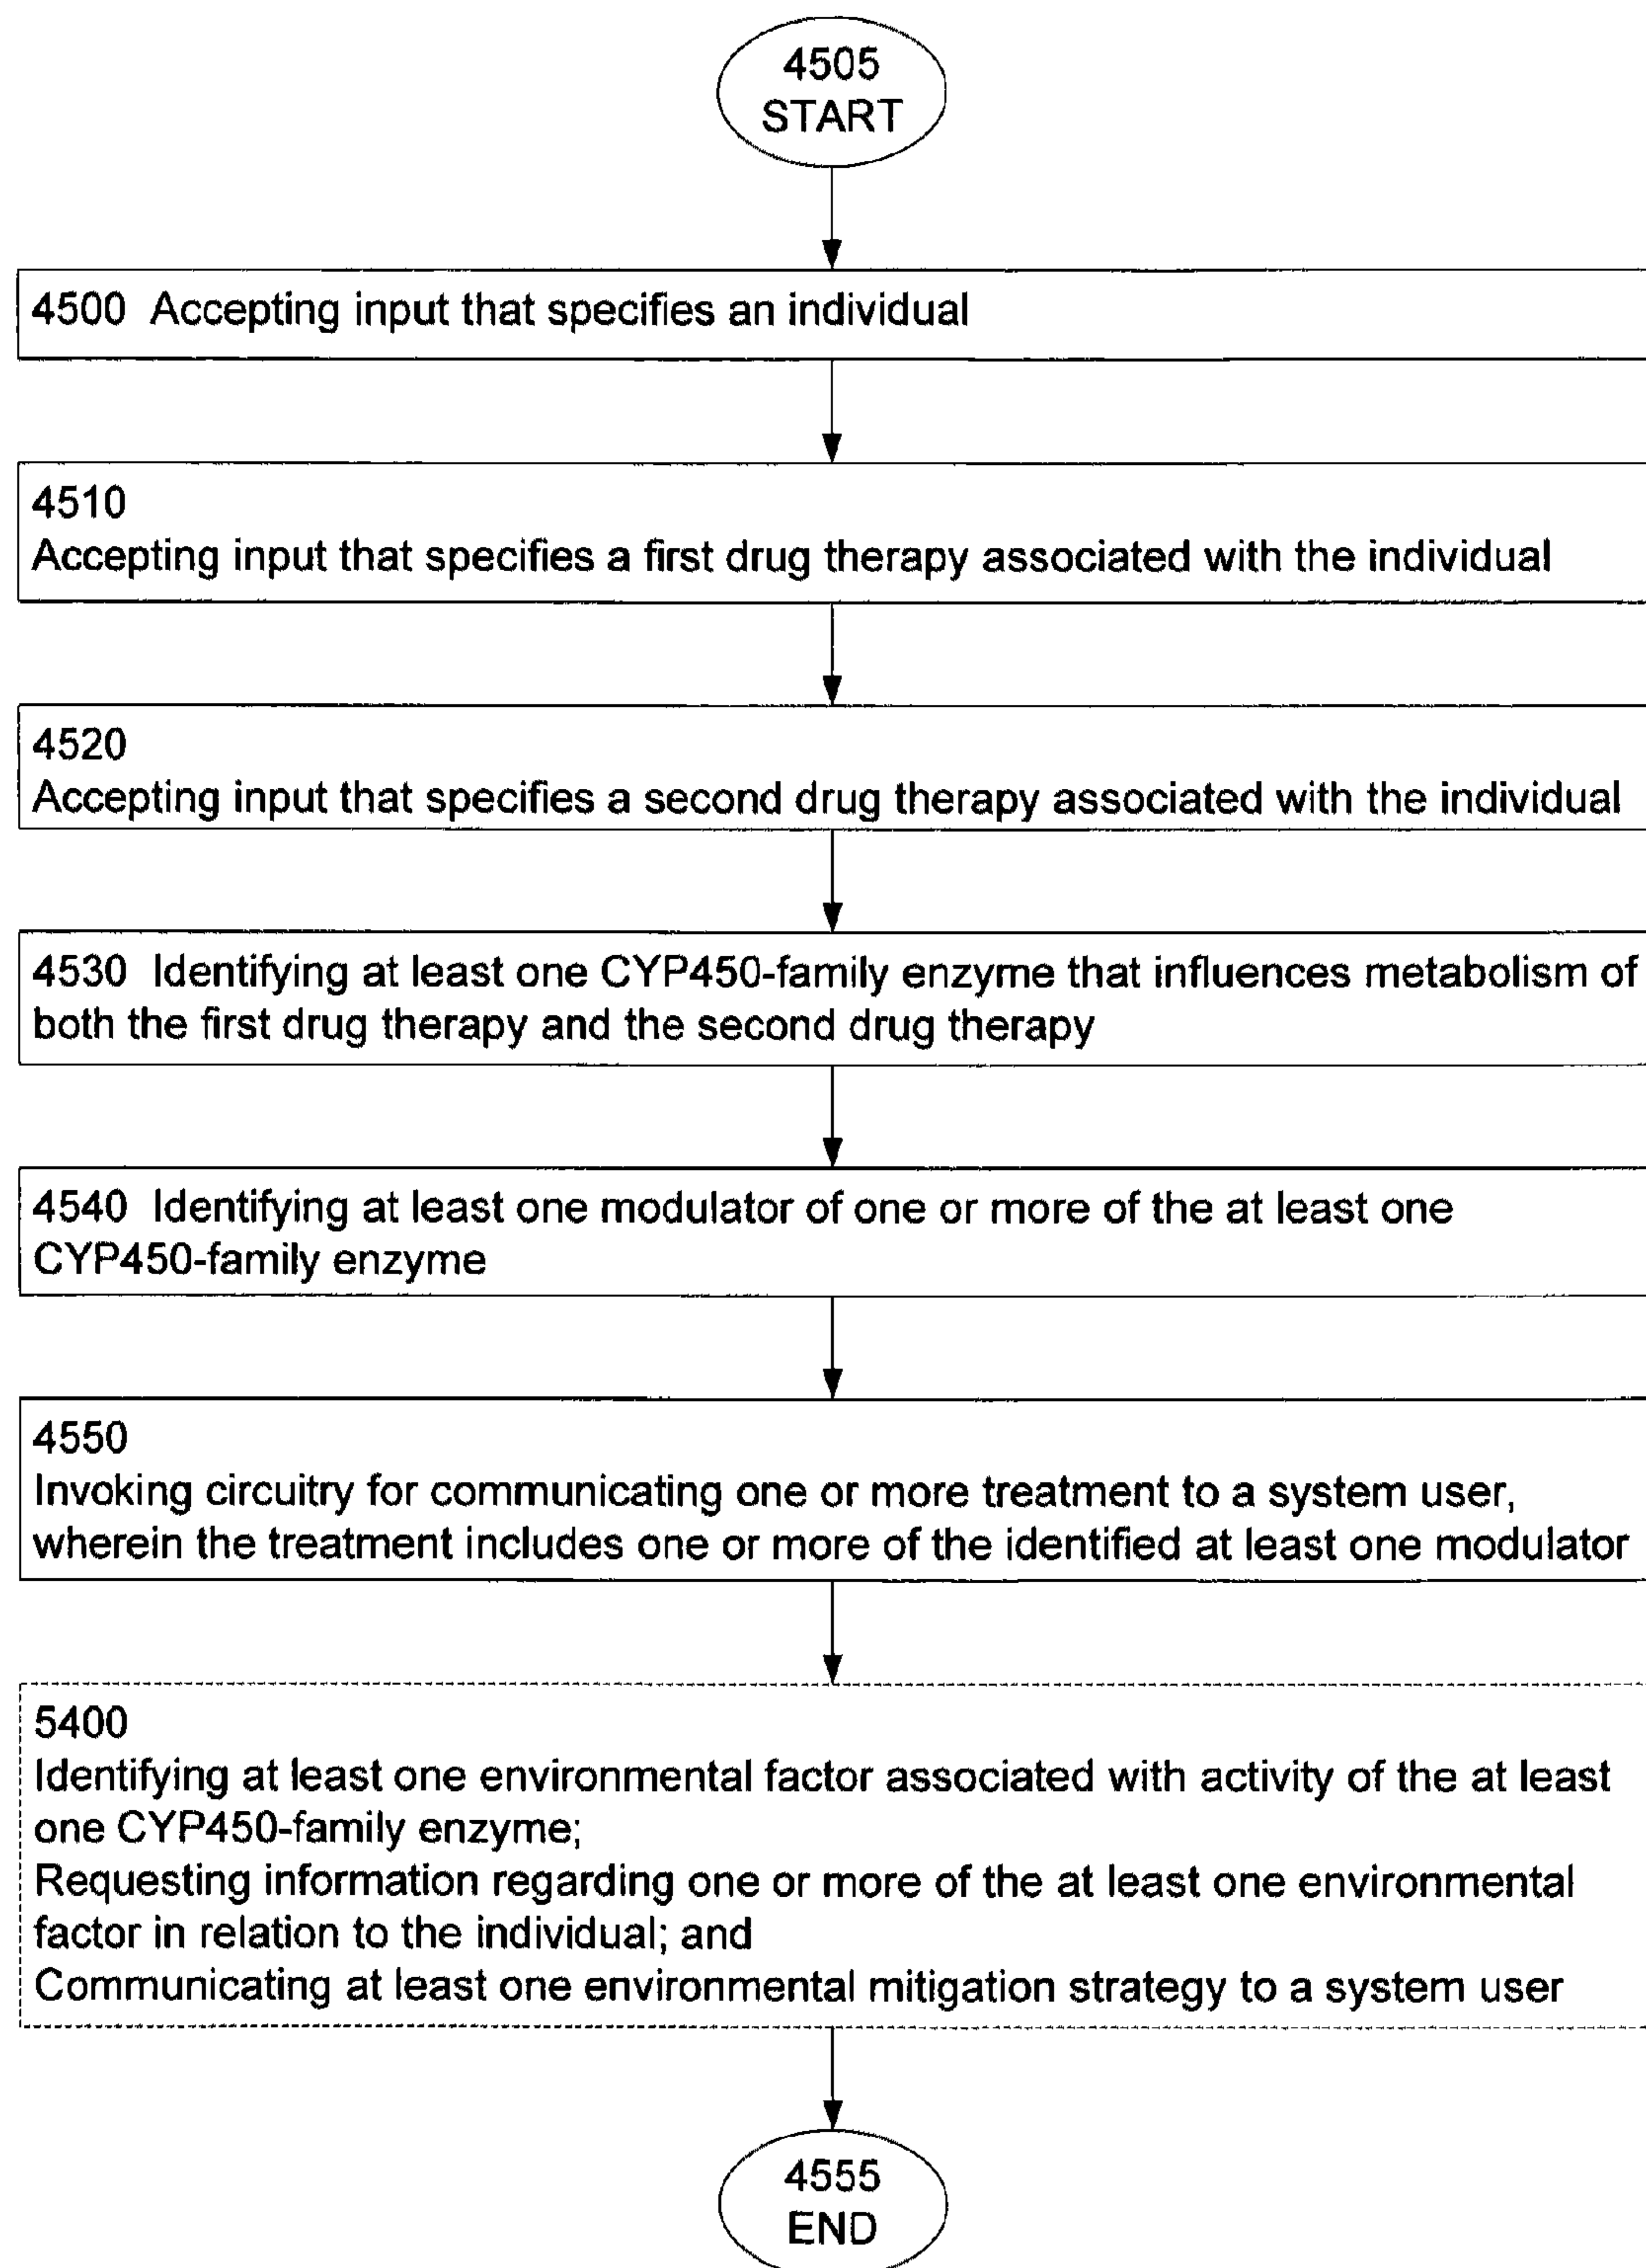 4505
START
4500 Accepting input that specifies an individual
4510
Accepting input that specifies a first drug therapy associated with the individual
4520
Accepting input that specifies a second drug therapy associated with the individual
4530 Identifying at least one CYP450-family enzyme that influences metabolism of
both the first drug therapy and the second drug therapy
4540 Identifying at least one modulator of one or more of the at least one
CYP450-family enzyme
4550
Invoking circuitry for communicating one or more treatment to a system user,
wherein the treatment includes one or more of the identified at least one modulator
5400
Identifying at least one environmental factor associated with activity of the at least
one CYP450-family enzyme;
Requesting information regarding one or more of the at least one environmental
factor in relation to the individual; and
Communicating at least one environmental mitigation strategy to a system user
4555
END